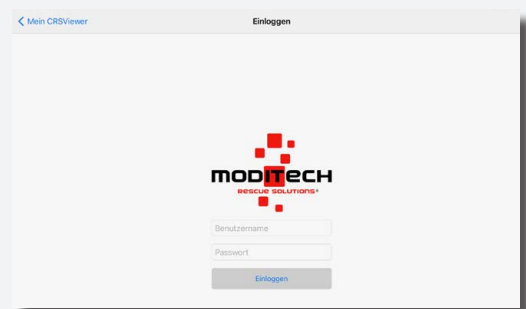 Mein CRSViewer
Einloggen
MODITECH
RESCUE SOLUTIONS®
Benutzername
Passwort
Einloggen